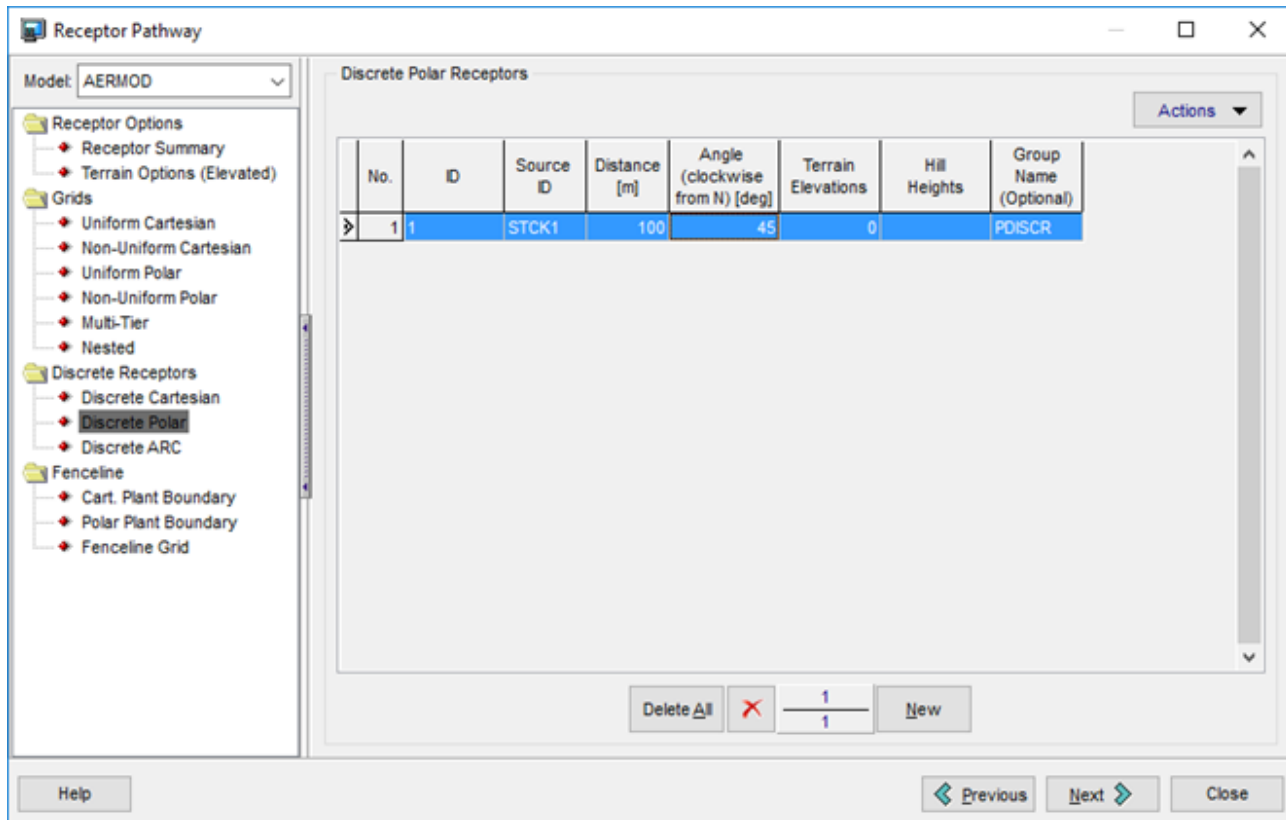 Receptor Pathway
Model: AERMOD
Receptor Options
Receptor Summary
Terrain Options (Elevated)
Grids
Uniform Cartesian
Non-Uniform Cartesian
Uniform Polar
Non-Uniform Polar
Multi-Tier
Nested
Discrete Receptors
Discrete Cartesian
Discrete Polar
Discrete ARC
Fenceline
Cart. Plant Boundary
Polar Plant Boundary
Fenceline Grid
Discrete Polar Receptors
Actions
No. ID Source ID Distance [m] Angle (clockwise from N) [deg] Terrain Elevations Hill Heights Group Name (Optional)
1 1 STCK1 100 45 0 PDISCR
Delete All 1 New
1
Help Previous Next Close